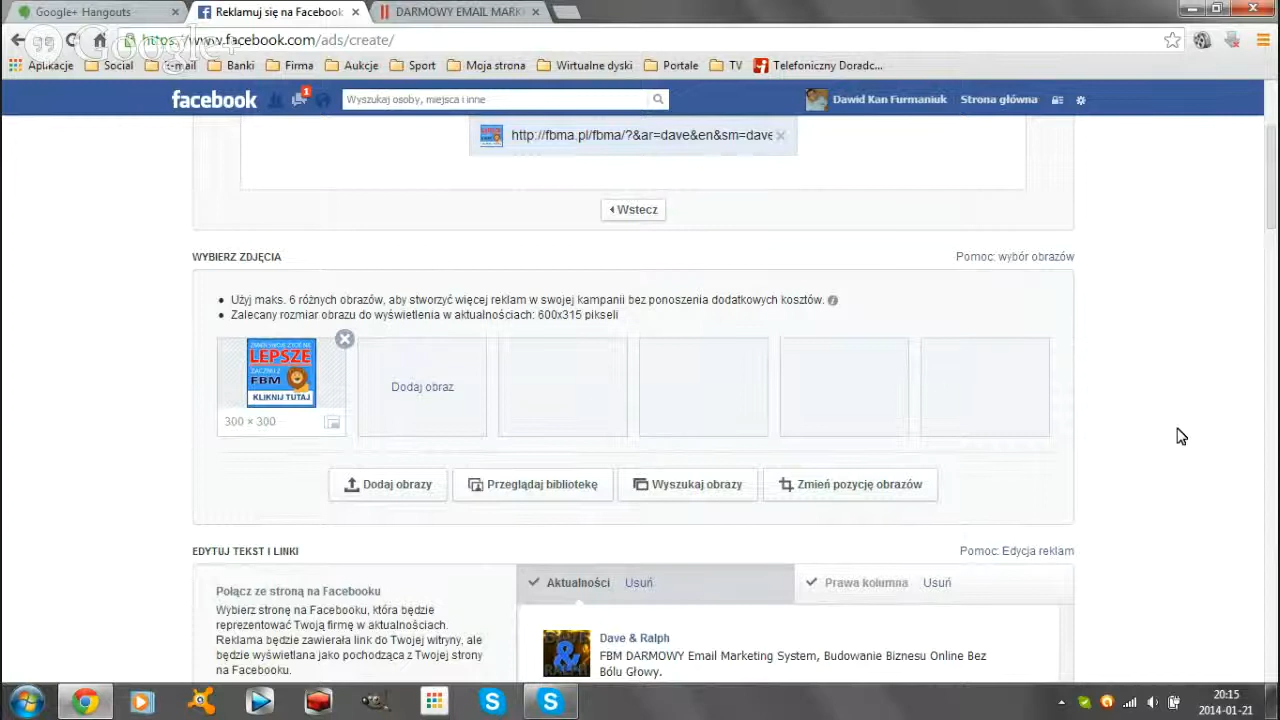 Google+ Hangouts
Reklamuj się na Facebook
DARMOWY EMAIL MARK
Google+
https://www.facebook.com/ads/create/
Aplikacje
Social
E-mail
Banki
Firma
Aukcje
Sport
Moja strona
Wirtualne dyski
Portale
TV
Telefoniczny Doradc...
facebook
1
Wyszukaj osoby, miejsca i inne
Dawid Kan Furmaniuk
Strona główna
http://fbma.pl/fbma/?&ar=dave&en&sm=dave
Wstecz
WYBIERZ ZDJĘCIA
Pomoc: wybór obrazów
Użyj maks. 6 różnych obrazów, aby stworzyć więcej reklam w swojej kampanii bez ponoszenia dodatkowych kosztów.
Zalecany rozmiar obrazu do wyświetlenia w aktualnościach: 600x315 pikseli
LEPSZE
ZACZNIJ Z
FBM
KLIKNIJ TUTAJ
300 × 300
Dodaj obraz
Dodaj obrazy
Przeglądaj bibliotekę
Wyszukaj obrazy
Zmień pozycję obrazów
EDYTUJ TEKST I LINKI
Pomoc: Edycja reklam
Połącz ze stroną na Facebooku
Wybierz stronę na Facebooku, która będzie
reprezentować Twoją firmę w aktualnościach.
Reklama będzie zawierała link do Twojej witryny, ale
będzie wyświetlana jako pochodząca z Twojej strony
na Facebooku.
Aktualności
Usuń
Prawa kolumna
Usuń
DAVE
&
RALPH
Dave & Ralph
FBM DARMOWY Email Marketing System, Budowanie Biznesu Online Bez
Bólu Głowy.
20:15
2014-01-21